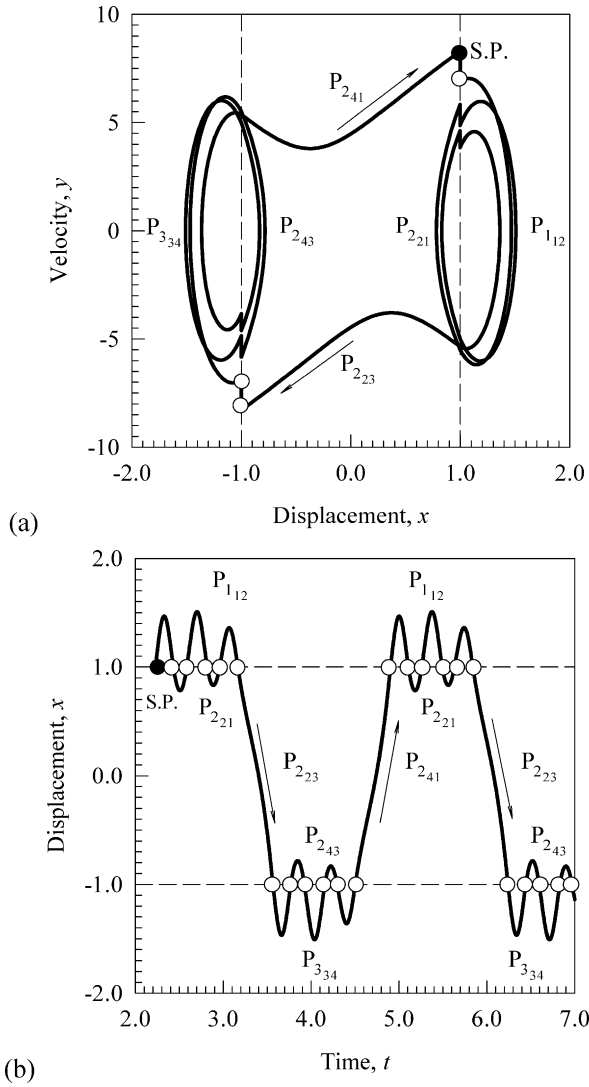 10
S.P.
P₂₄₁
5
Velocity, y
P₃₃₄
P₂₄₃
P₂₂₁
P₁₁₂
0
-5
P₂₂₃
-10
-2.0 -1.0 0.0 1.0 2.0
(a)
Displacement, x
2.0
P₁₁₂ P₁₁₂
1.0
S.P.
P₂₂₁ P₂₂₁
Displacement, x
0.0
P₂₂₃ P₂₄₁ P₂₂₃
P₂₄₃ P₂₄₃
-1.0
P₃₃₄ P₃₃₄
-2.0
2.0 3.0 4.0 5.0 6.0 7.0
(b)
Time, t